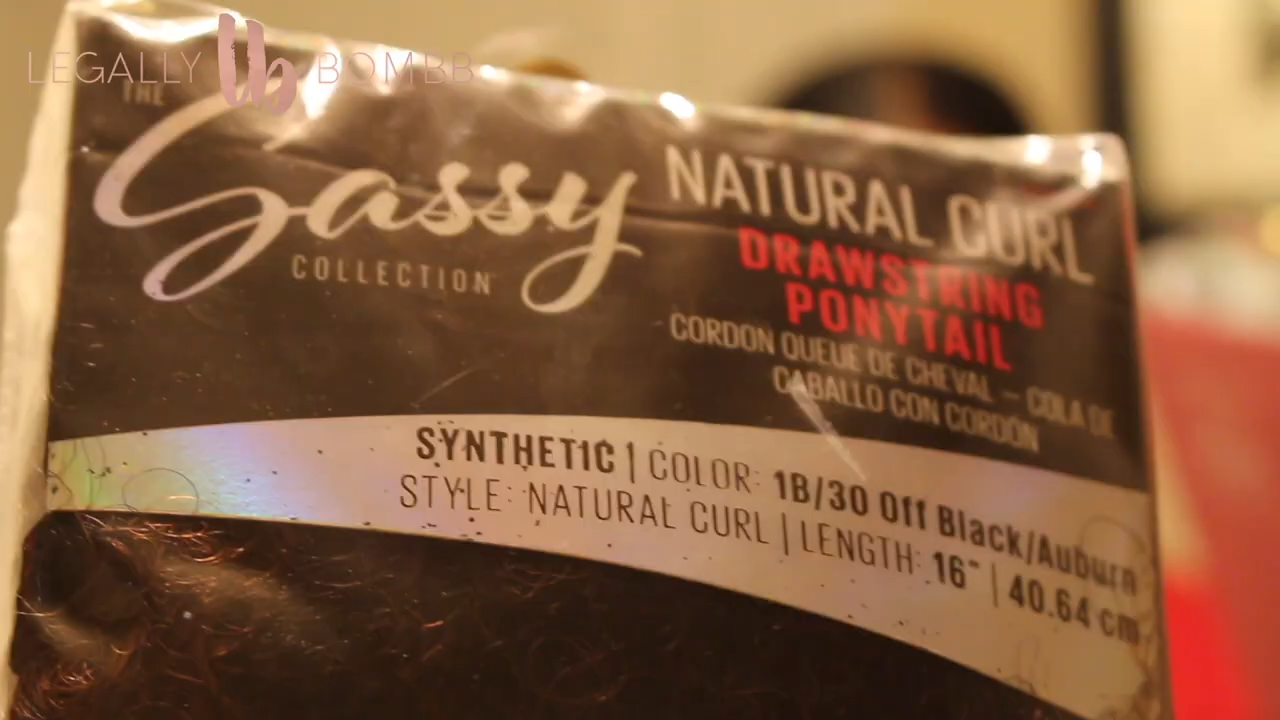 LEGALLY lb BOMBB
THE
Sassy
COLLECTION
NATURAL CURL
DRAWSTRING
PONYTAIL
CORDON QUEUE DE CHEVAL – COLA DE
CABALLO CON CORDÓN
SYNTHETIC | COLOR: 1B/30 Off Black/Auburn
STYLE: NATURAL CURL | LENGTH: 16" | 40.64 cm